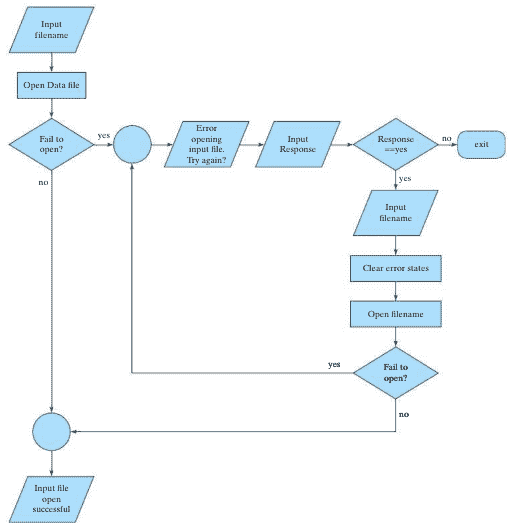 Input
filename
Open Data file
Fail to
open?
yes
no
Error
opening
input file.
Try again?
Input
Response
Response
==yes
no
exit
yes
Input
filename
Clear error states
Open filename
Fail to
open?
yes
no
Input file
open
successful